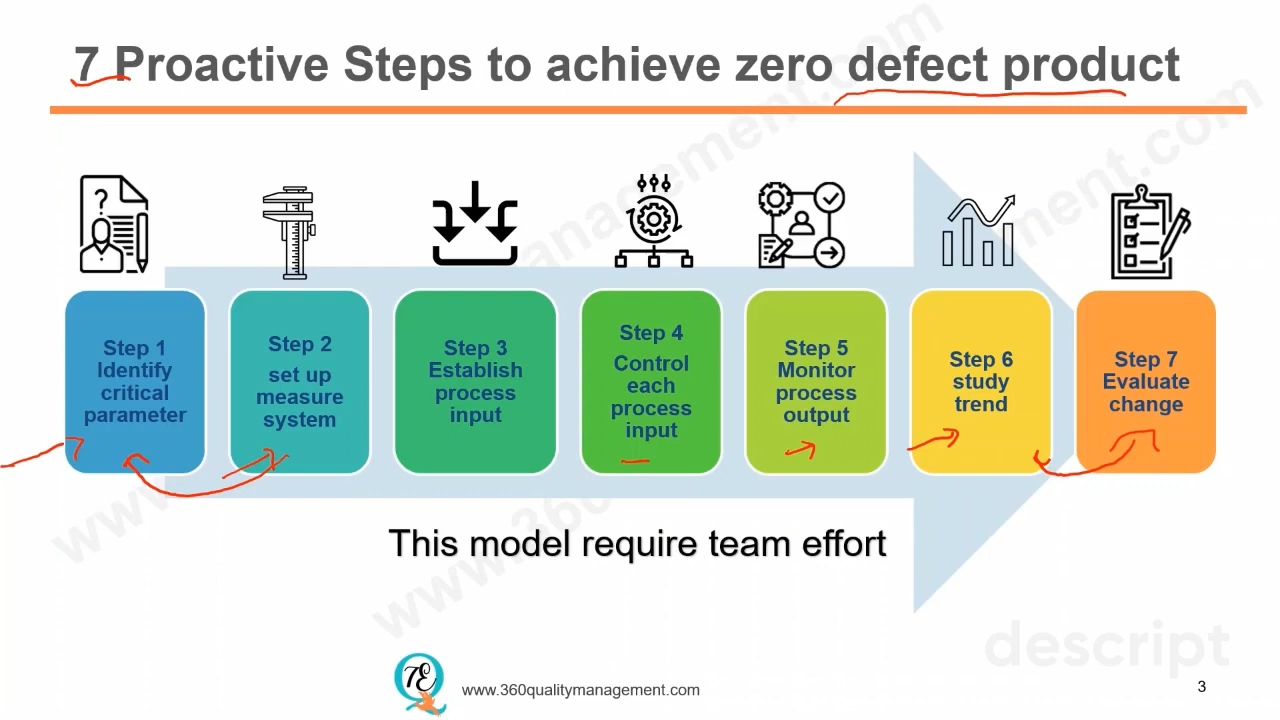 7 Proactive Steps to achieve zero defect product
Step 1
Identify
critical
parameter
Step 2
set up
measure
system
Step 3
Establish
process
input
Step 4
Control
each
process
input
Step 5
Monitor
process
output
Step 6
study
trend
Step 7
Evaluate
change
This model require team effort
www.360qualitymanagement.com
3
descript